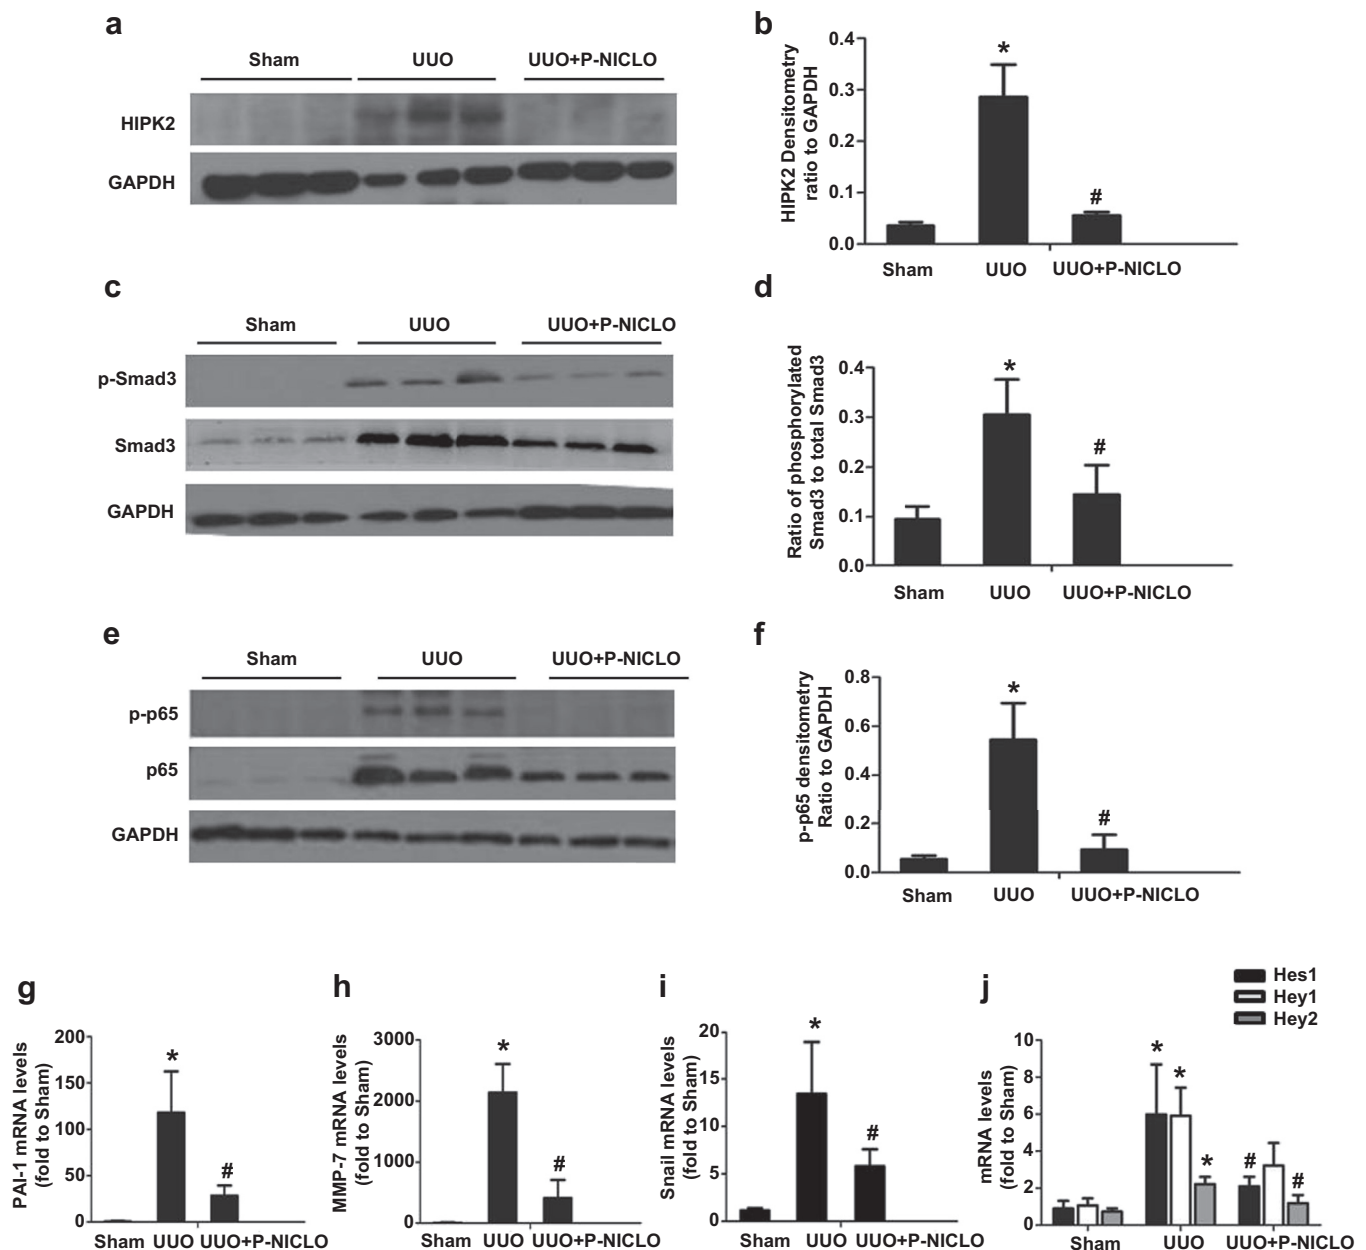 a
Sham UUO UUO+P-NICLO
HIPK2
GAPDH
b
HIPK2 Densitometry
ratio to GAPDH
0.4
0.3
0.2
0.1
0.0
*
#
Sham UUO UUO+P-NICLO
c
Sham UUO UUO+P-NICLO
p-Smad3
Smad3
GAPDH
d
Ratio of phosphorylated
Smad3 to total Smad3
0.4
0.3
0.2
0.1
0.0
*
#
Sham UUO UUO+P-NICLO
e
Sham UUO UUO+P-NICLO
p-p65
p65
GAPDH
f
p-p65 densitometry
Ratio to GAPDH
0.8
0.6
0.4
0.2
0.0
*
#
Sham UUO UUO+P-NICLO
g
PAI-1 mRNA levels
(fold to Sham)
200
150
100
50
0
*
#
Sham UUO UUO+P-NICLO
h
MMP-7 mRNA levels
(fold to Sham)
3000
2000
1000
0
*
#
Sham UUO UUO+P-NICLO
i
Snail mRNA levels
(fold to Sham)
20
15
10
5
0
*
#
Sham UUO UUO+P-NICLO
j
Hes1
Hey1
Hey2
mRNA levels
(fold to Sham)
10
8
6
4
2
0
* * *
# #
Sham UUO UUO+P-NICLO